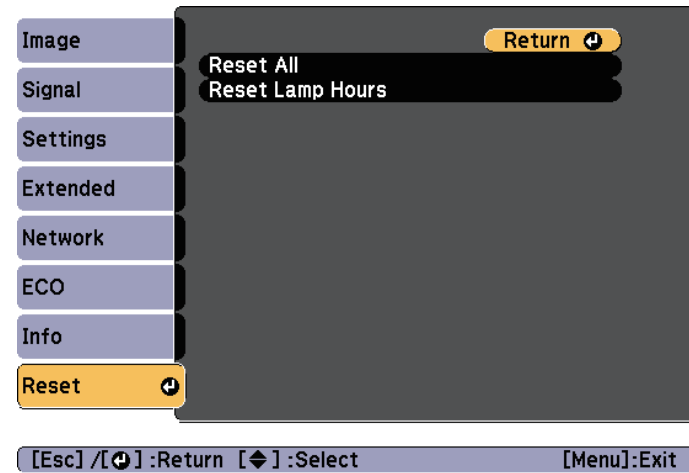 Image
Signal
Settings
Extended
Network
ECO
Info
Reset
Return
Reset All
Reset Lamp Hours
[Esc] /[ ] :Return [ ] :Select [Menu]:Exit